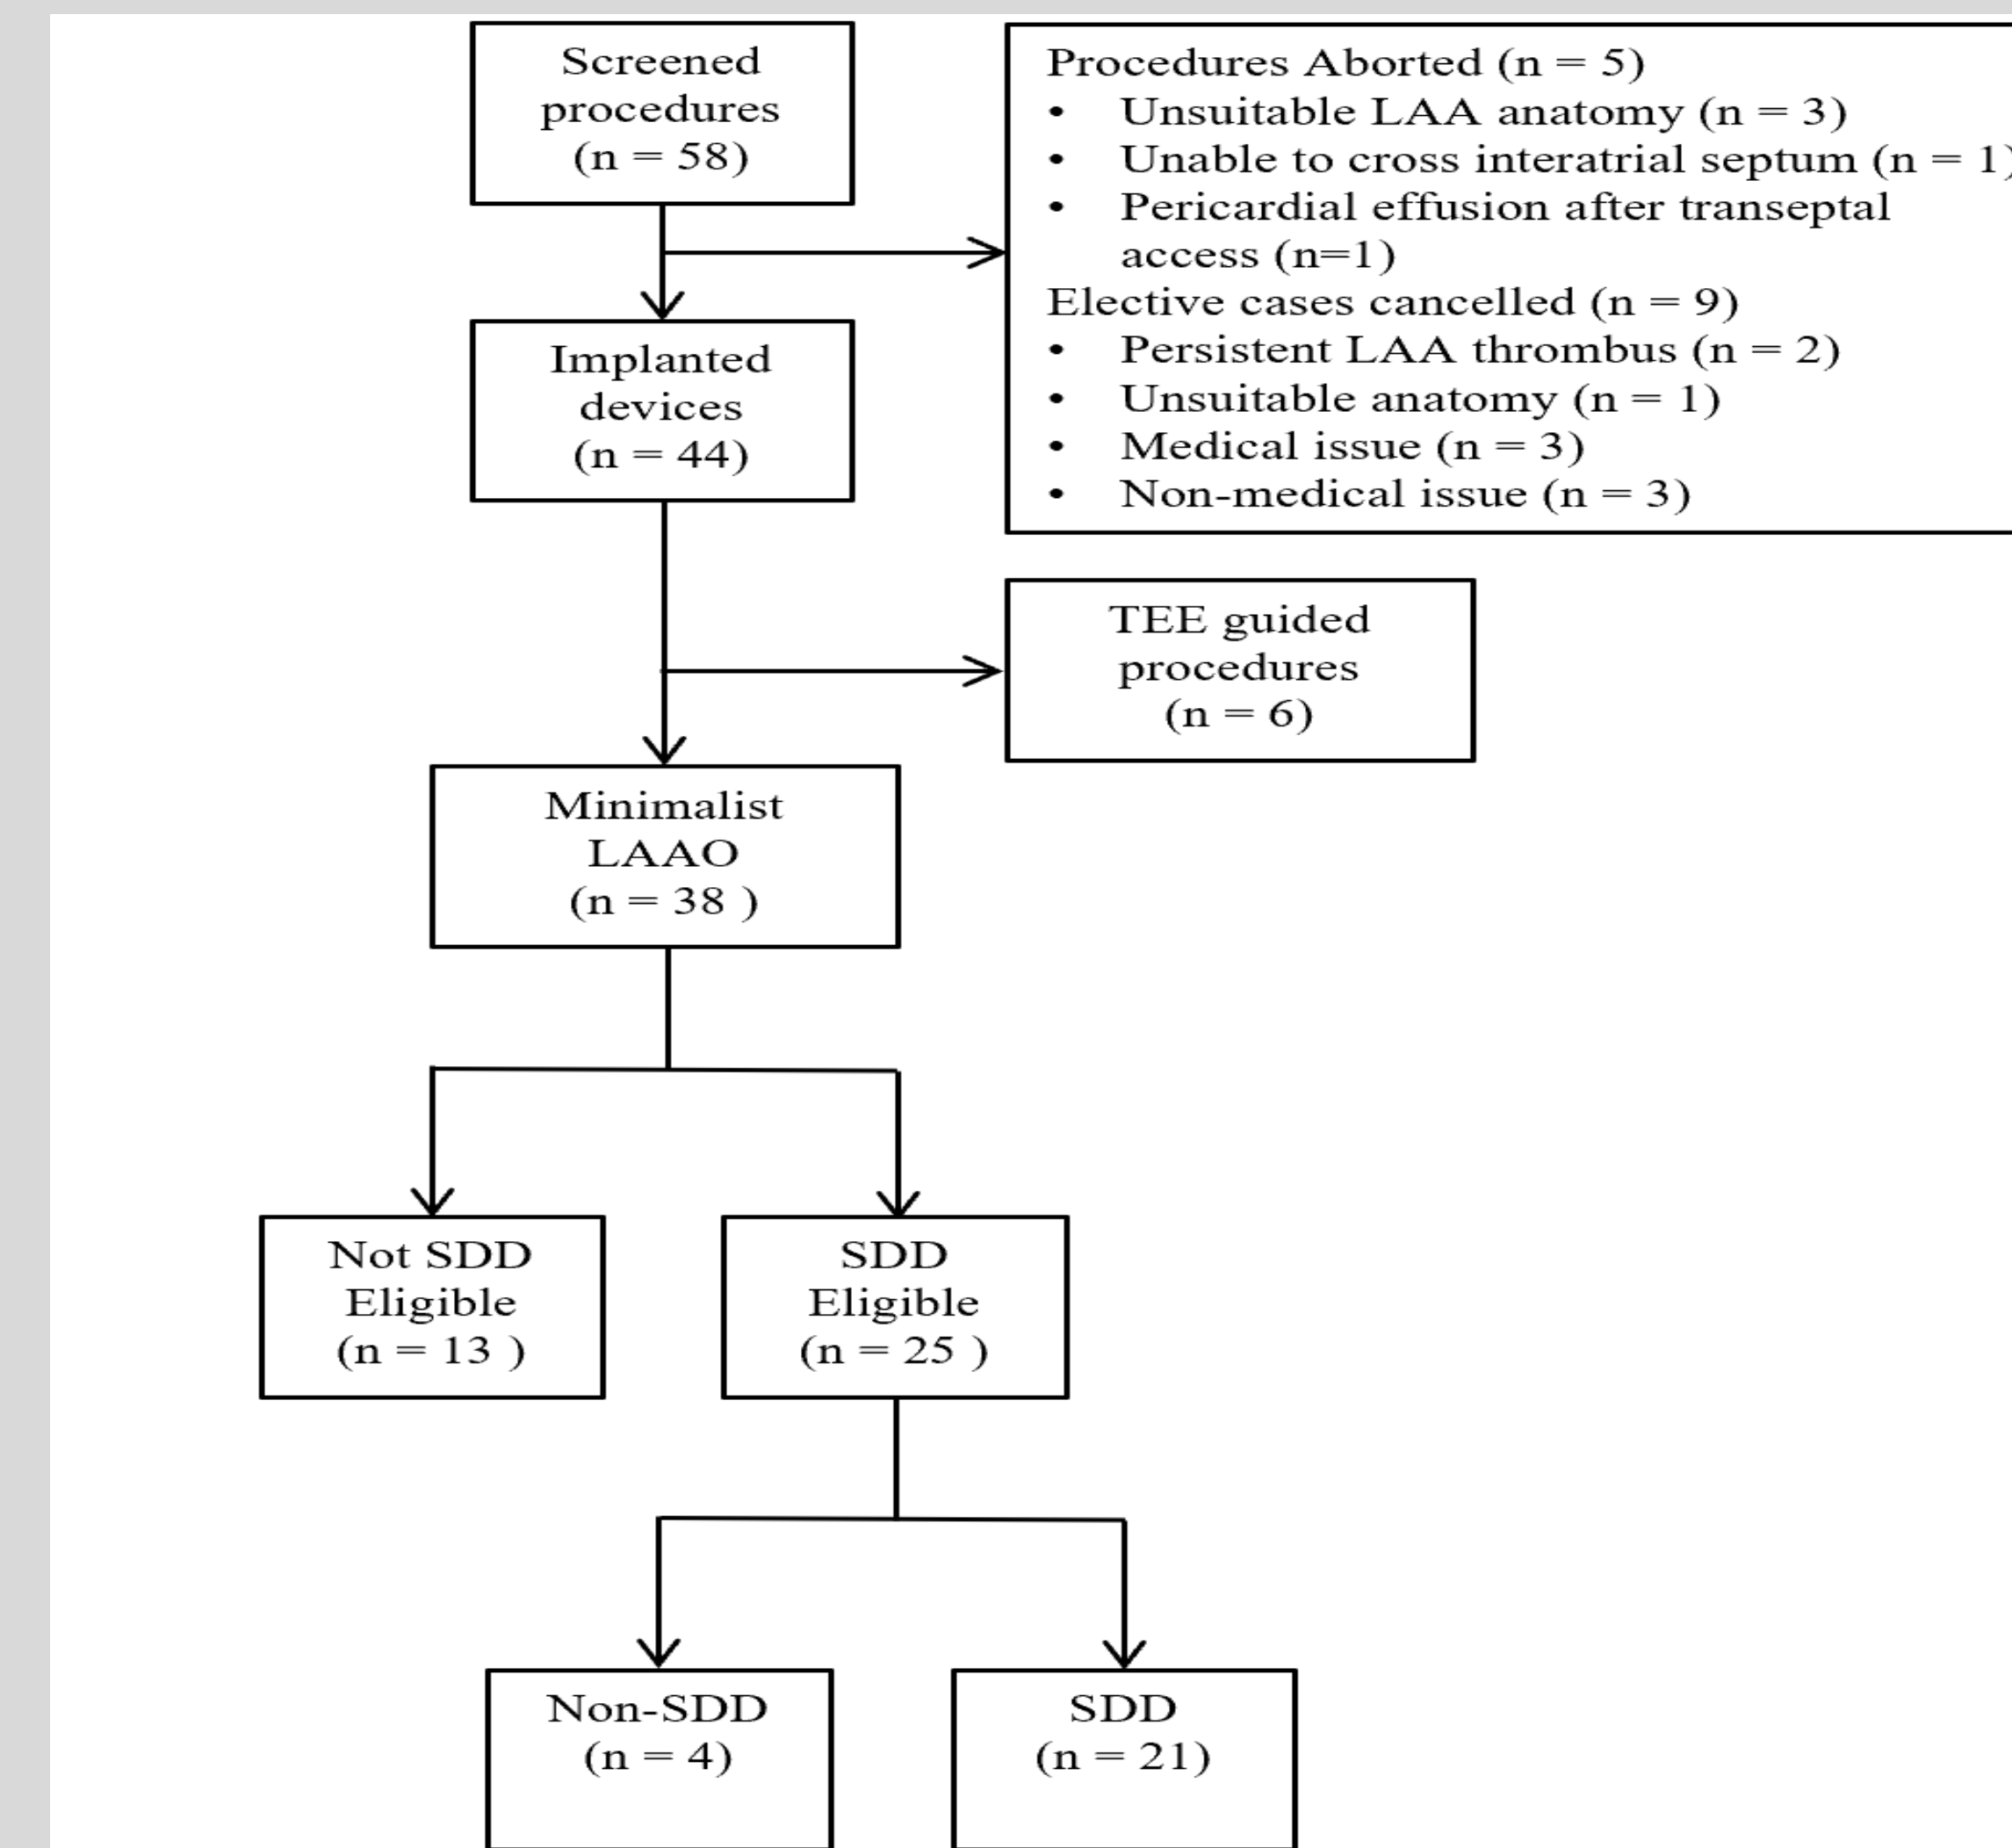 Screened
procedures
(n = 58)
Procedures Aborted (n = 5)
• Unsuitable LAA anatomy (n = 3)
• Unable to cross interatrial septum (n = 1)
• Pericardial effusion after transeptal
access (n=1)
Elective cases cancelled (n = 9)
• Persistent LAA thrombus (n = 2)
• Unsuitable anatomy (n = 1)
• Medical issue (n = 3)
• Non-medical issue (n = 3)
Implanted
devices
(n = 44)
TEE guided
procedures
(n = 6)
Minimalist
LAAO
(n = 38 )
Not SDD
Eligible
(n = 13 )
SDD
Eligible
(n = 25 )
Non-SDD
(n = 4)
SDD
(n = 21)